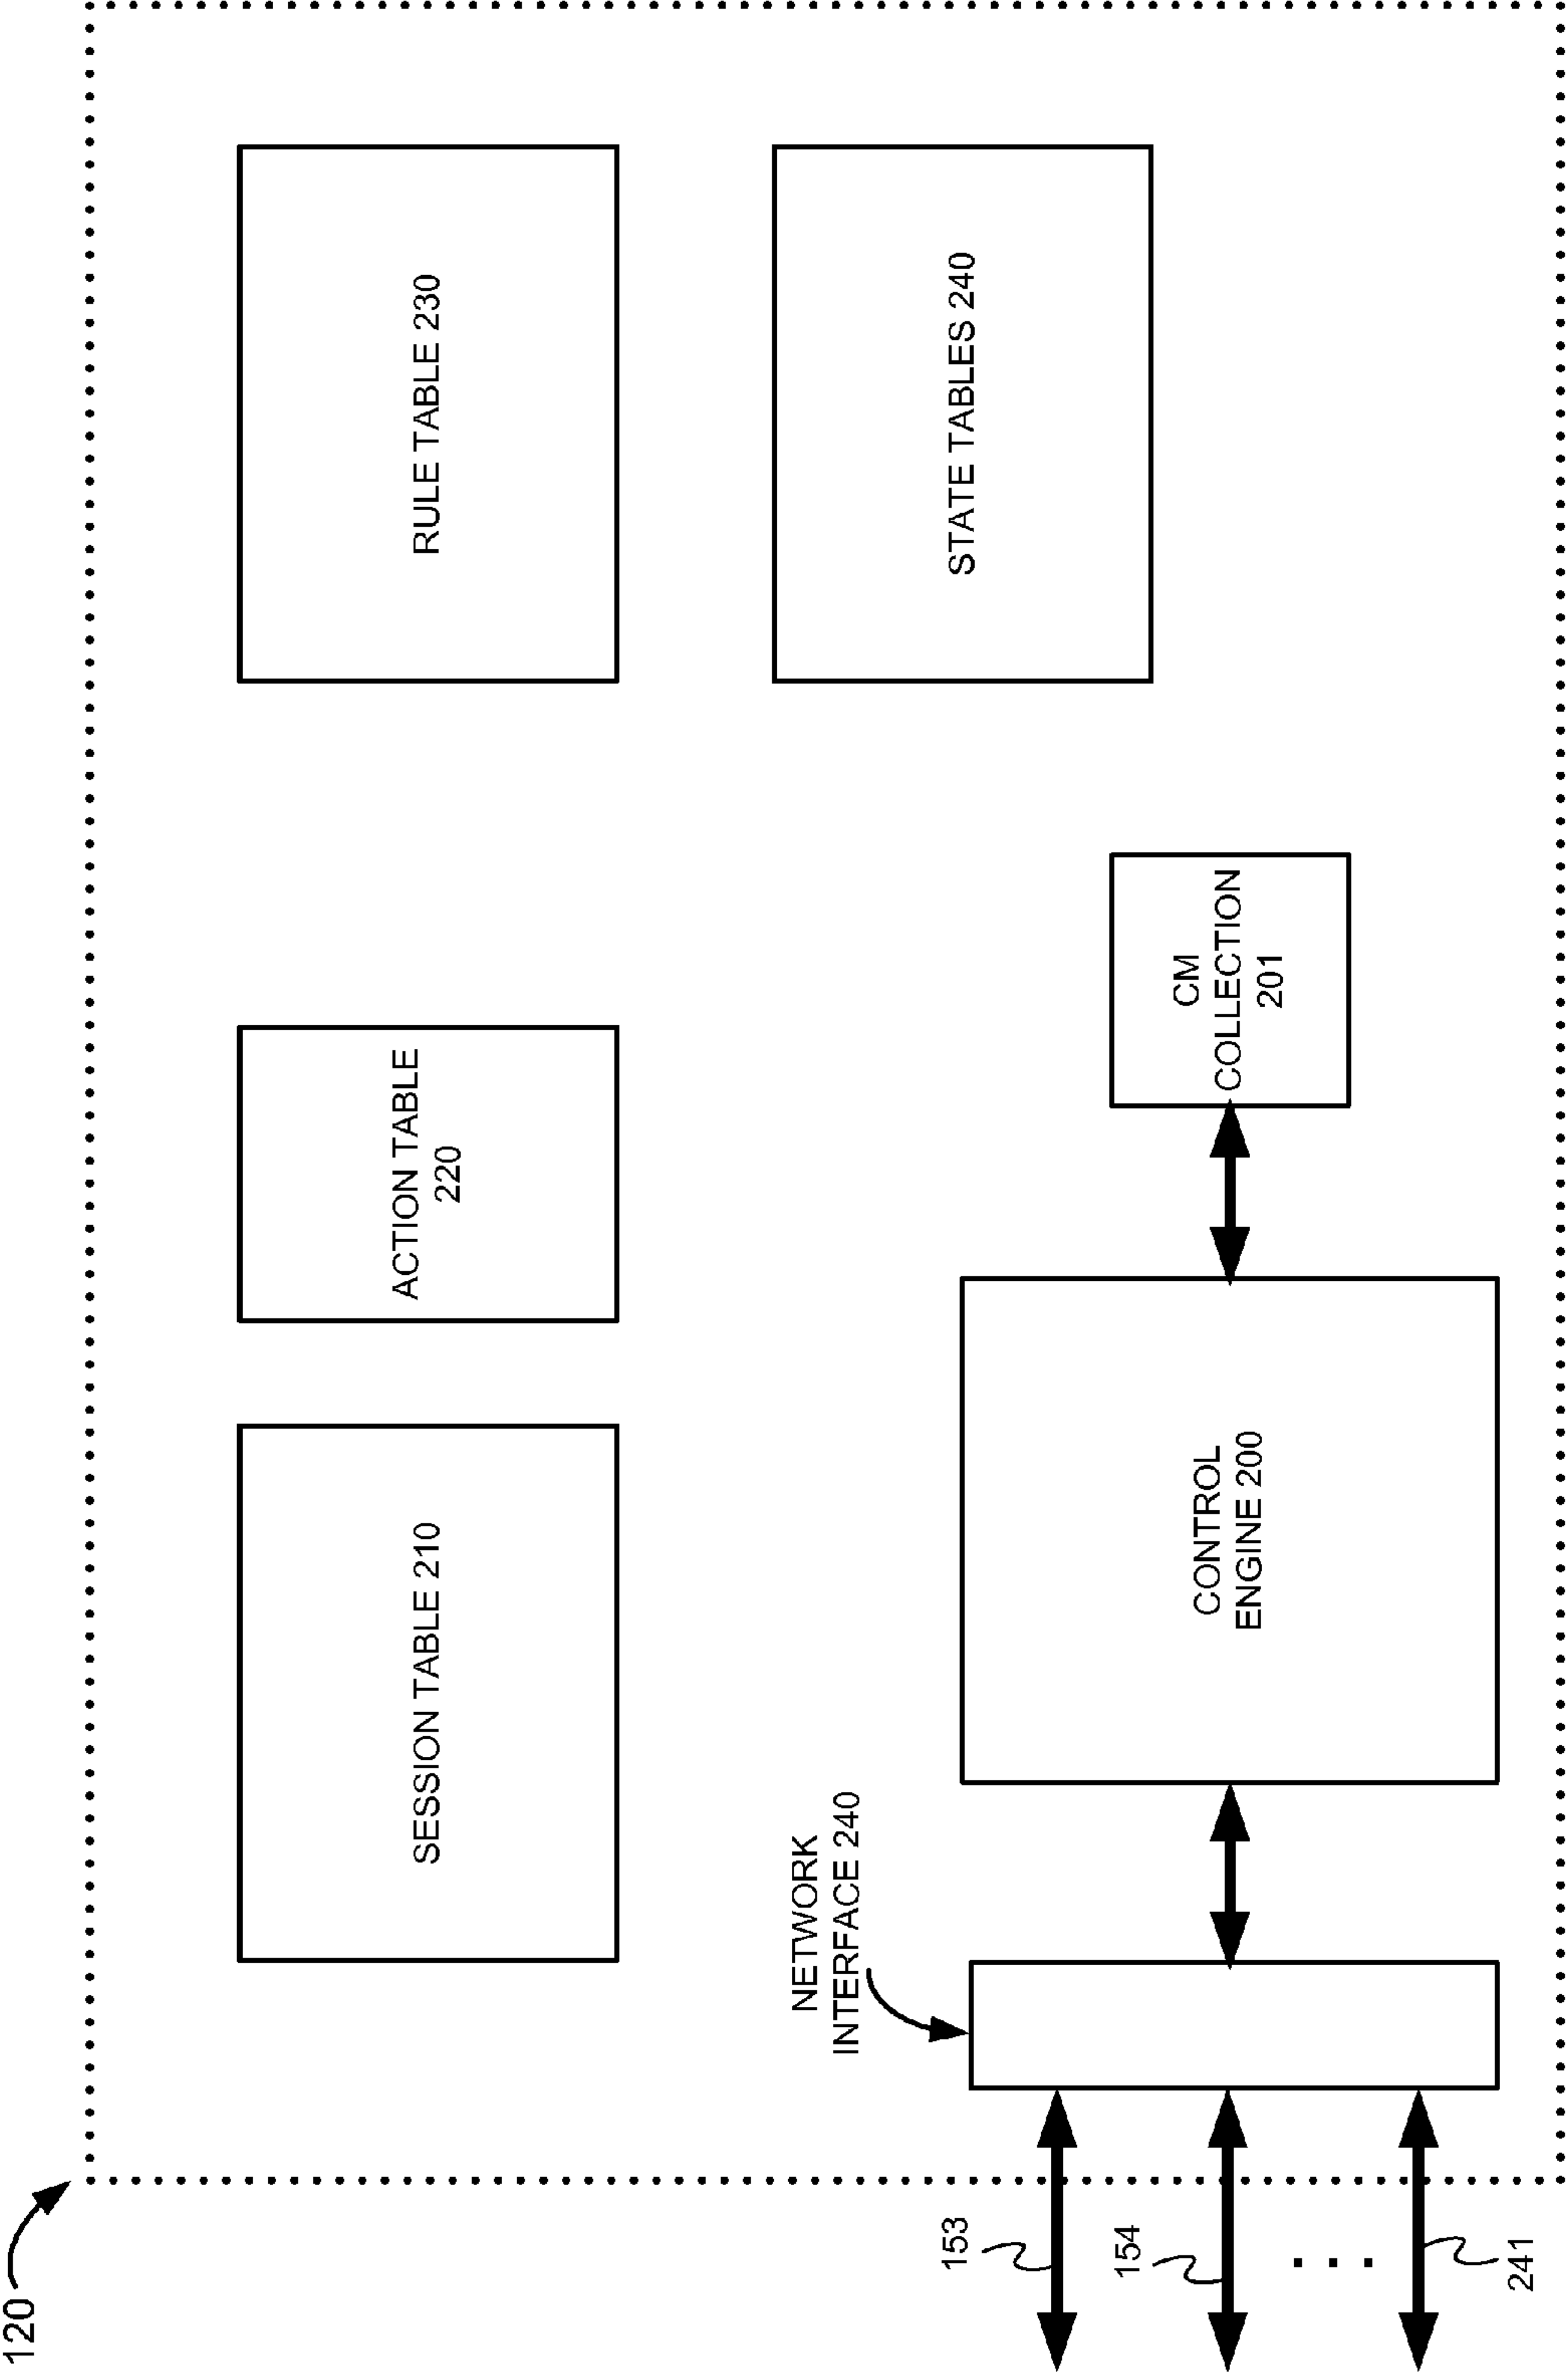 120
SESSION TABLE 210
ACTION TABLE
220
RULE TABLE 230
STATE TABLES 240
NETWORK
INTERFACE 240
CONTROL
ENGINE 200
CM
COLLECTION
201
153
154
. . .
241